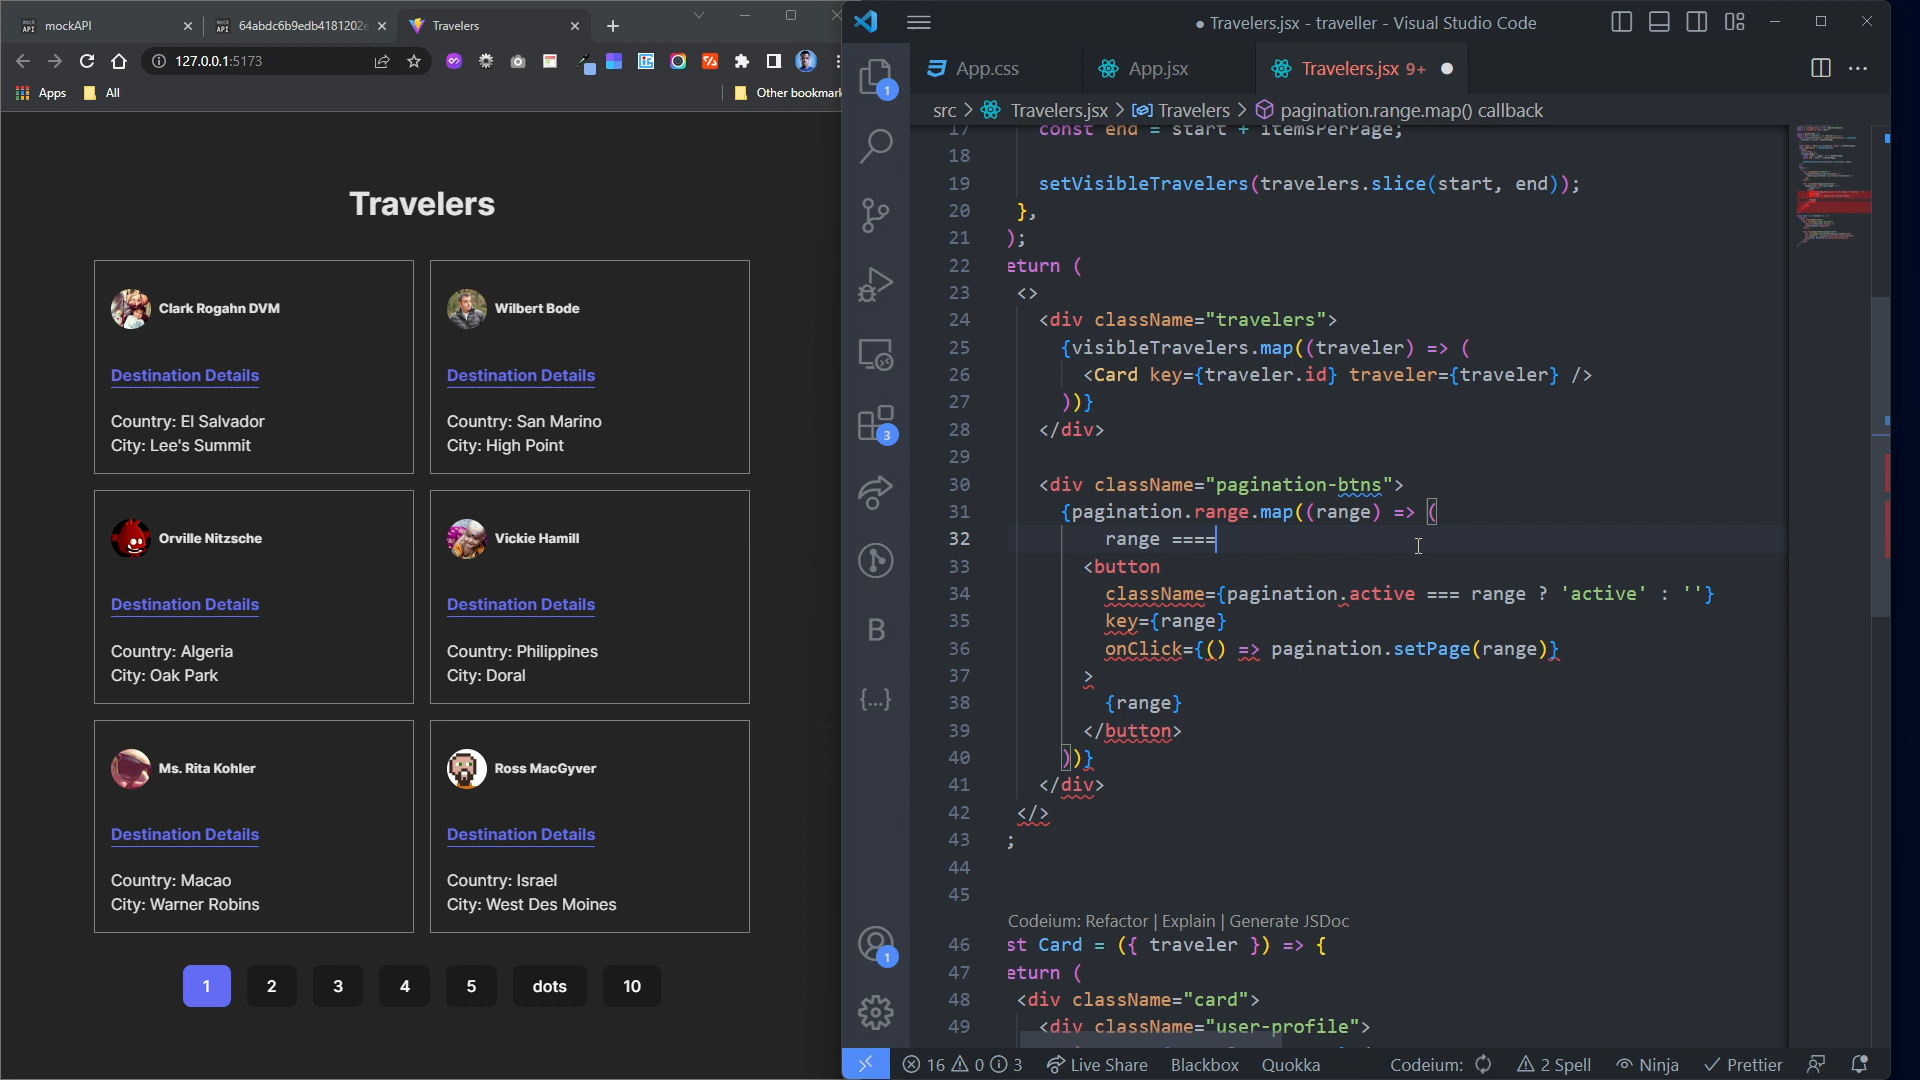 mockAPI
64abdc6b9edb4181202
Travelers
127.0.0.1:5173
Apps
All
Other bookmark
Travelers
Clark Rogahn DVM
Destination Details
Country: El Salvador
City: Lee's Summit
Wilbert Bode
Destination Details
Country: San Marino
City: High Point
Orville Nitzsche
Destination Details
Country: Algeria
City: Oak Park
Vickie Hamill
Destination Details
Country: Philippines
City: Doral
Ms. Rita Kohler
Destination Details
Country: Macao
City: Warner Robins
Ross MacGyver
Destination Details
Country: Israel
City: West Des Moines
1 2 3 4 5 dots 10
● Travelers.jsx - traveller - Visual Studio Code
App.css
App.jsx
Travelers.jsx 9+ ●
src > Travelers.jsx > Travelers > pagination.range.map() callback
17 const end = start + itemsPerPage;
18
19 setVisibleTravelers(travelers.slice(start, end));
20 },
21 );
22 eturn (
23 <>
24 <div className="travelers">
25 {visibleTravelers.map((traveler) => (
26 <Card key={traveler.id} traveler={traveler} />
27 ))}
28 </div>
29
30 <div className="pagination-btns">
31 {pagination.range.map((range) => (
32 range ====
33 <button
34 className={pagination.active === range ? 'active' : ''}
35 key={range}
36 onClick={() => pagination.setPage(range)}
37 >
38 {range}
39 </button>
40 ))}
41 </div>
42 </>
43 ;
44
45
Codeium: Refactor | Explain | Generate JSDoc
46 st Card = ({ traveler }) => {
47 eturn (
48 <div className="card">
49 <div className="user-profile">
1
3
B
{...}
1
16 0 3
Live Share
Blackbox
Quokka
Codeium:
2 Spell
Ninja
Prettier